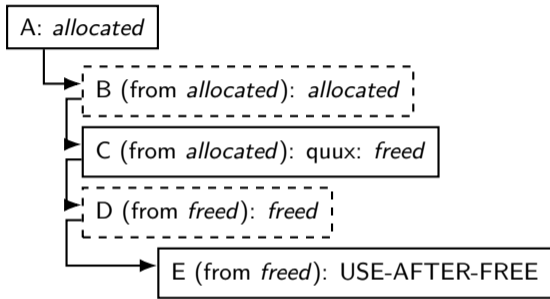 A: allocated
B (from allocated): allocated
C (from allocated): quux: freed
D (from freed): freed
E (from freed): USE-AFTER-FREE